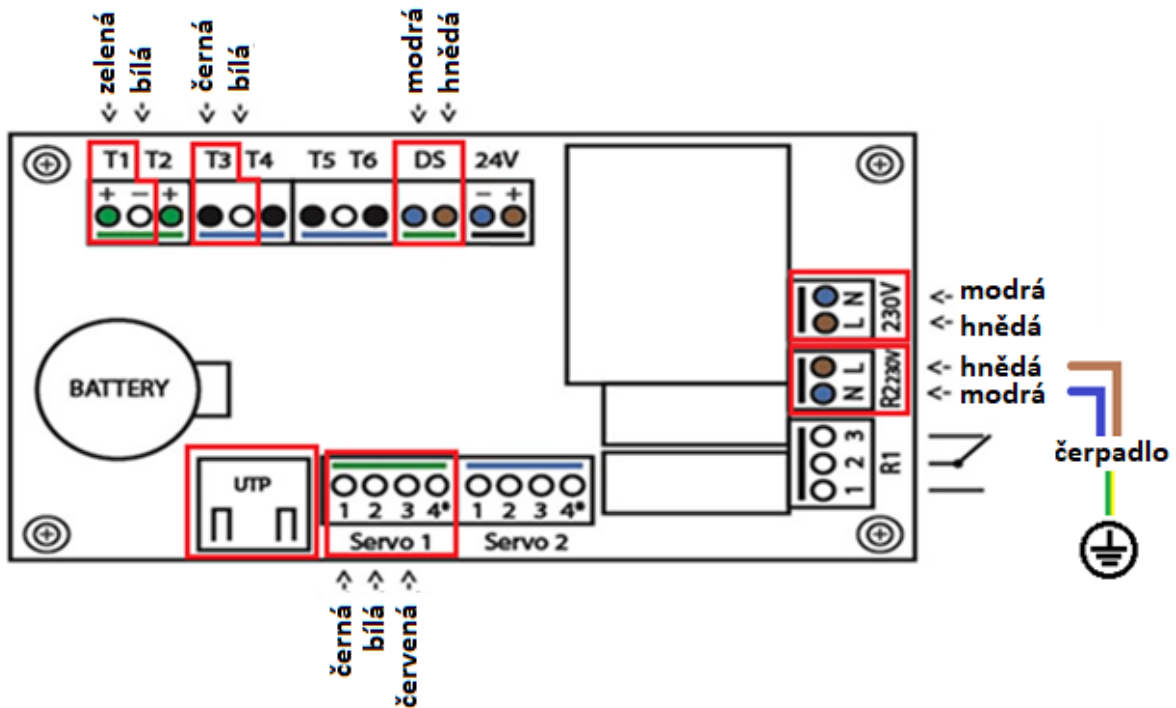 zelená
bílá
černá
bílá
modrá
hnědá
T1 T2 T3 T4 T5 T6 DS 24V
+ − + − +
N
L
230V
modrá
hnědá
L
N
R2 230V
hnědá
modrá
BATTERY
3
2
1
R1
čerpadlo
UTP
1 2 3 4* 1 2 3 4*
Servo 1 Servo 2
černá
bílá
červená